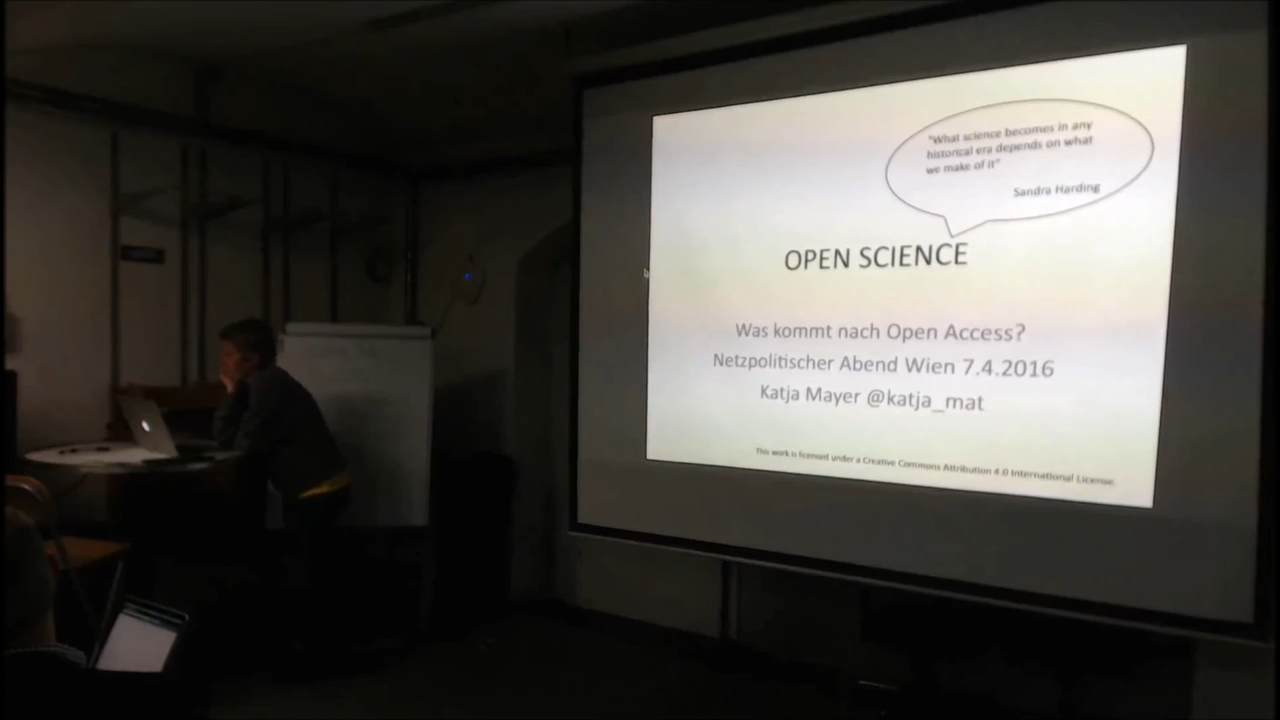 "What science becomes in any
historical era depends on what
we make of it"
Sandra Harding
OPEN SCIENCE
Was kommt nach Open Access?
Netzpolitischer Abend Wien 7.4.2016
Katja Mayer @katja_mat
This work is licensed under a Creative Commons Attribution 4.0 International License.